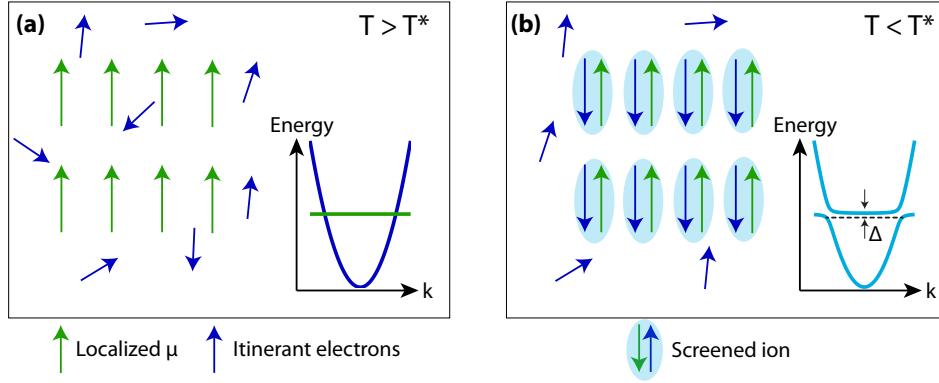 (a)
T > T*
Energy
k
(b)
T < T*
Energy
Δ
k
Localized μ
Itinerant electrons
Screened ion